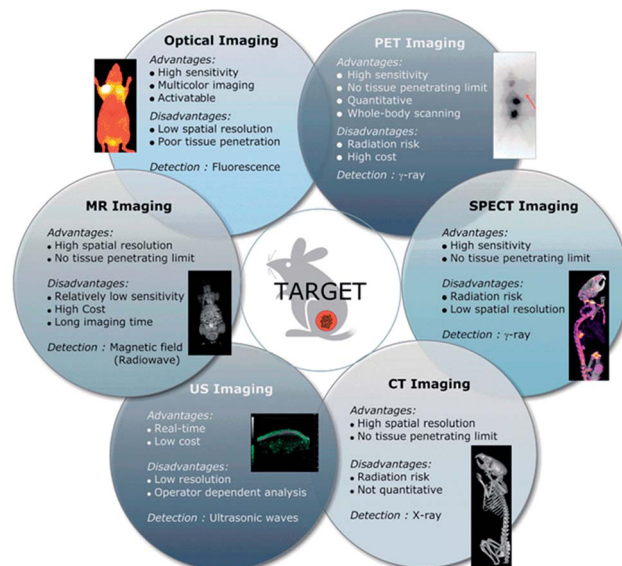 Optical Imaging
Advantages:
• High sensitivity
• Multicolor imaging
• Activatable
Disadvantages:
• Low spatial resolution
• Poor tissue penetration
Detection : Fluorescence
PET Imaging
Advantages:
• High sensitivity
• No tissue penetrating limit
• Quantitative
• Whole-body scanning
Disadvantages:
• Radiation risk
• High cost
Detection : γ-ray
MR Imaging
Advantages:
• High spatial resolution
• No tissue penetrating limit
Disadvantages:
• Relatively low sensitivity
• High Cost
• Long imaging time
Detection : Magnetic field
(Radiowave)
TARGET
SPECT Imaging
Advantages:
• High sensitivity
• No tissue penetrating limit
Disadvantages:
• Radiation risk
• Low spatial resolution
Detection : γ-ray
US Imaging
Advantages:
• Real-time
• Low cost
Disadvantages:
• Low resolution
• Operator dependent analysis
Detection : Ultrasonic waves
CT Imaging
Advantages:
• High spatial resolution
• No tissue penetrating limit
Disadvantages:
• Radiation risk
• Not quantitative
Detection : X-ray